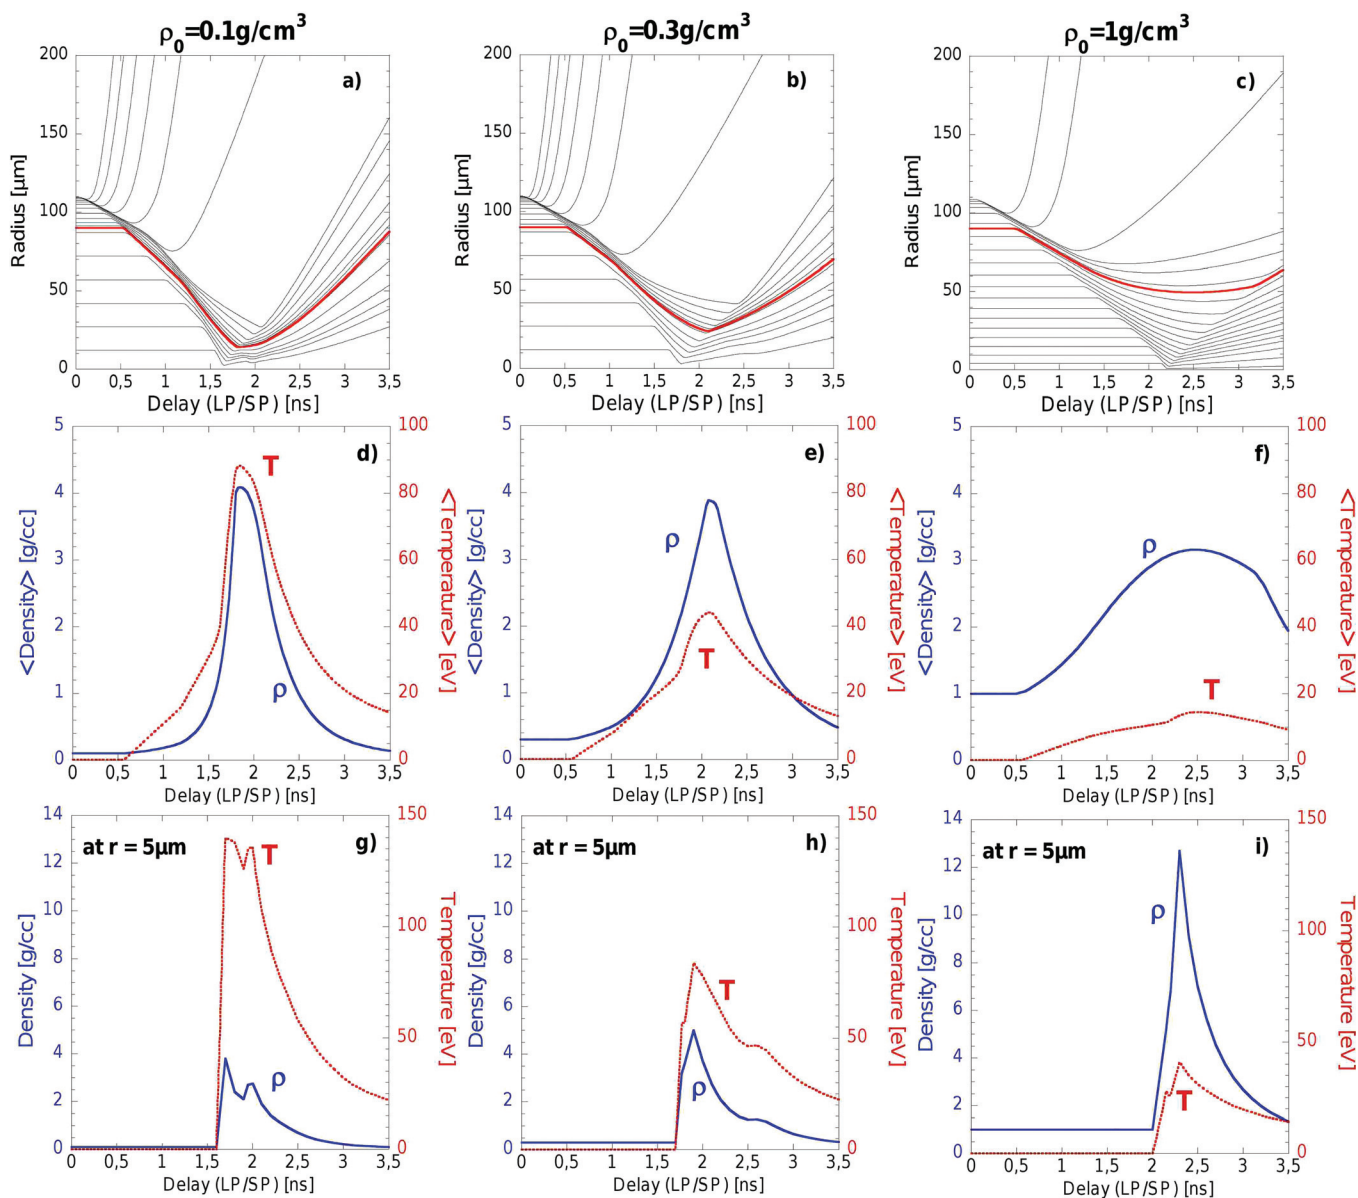 ρ₀=0.1g/cm³
ρ₀=0.3g/cm³
ρ₀=1g/cm³
a)
200
150
100
50
0
Radius [µm]
0 0,5 1 1,5 2 2,5 3 3,5
Delay (LP/SP) [ns]
b)
200
150
100
50
0
Radius [µm]
0 0,5 1 1,5 2 2,5 3 3,5
Delay (LP/SP) [ns]
c)
200
150
100
50
0
Radius [µm]
0 0,5 1 1,5 2 2,5 3 3,5
Delay (LP/SP) [ns]
d)
T
ρ
5
4
3
2
1
0
<Density> [g/cc]
100
80
60
40
20
0
<Temperature> [eV]
0 0,5 1 1,5 2 2,5 3 3,5
Delay (LP/SP) [ns]
e)
ρ
T
5
4
3
2
1
0
<Density> [g/cc]
100
80
60
40
20
0
<Temperature> [eV]
0 0,5 1 1,5 2 2,5 3 3,5
Delay (LP/SP) [ns]
f)
ρ
T
5
4
3
2
1
0
<Density> [g/cc]
100
80
60
40
20
0
<Temperature> [eV]
0 0,5 1 1,5 2 2,5 3 3,5
Delay (LP/SP) [ns]
at r = 5µm
g)
T
ρ
14
12
10
8
6
4
2
0
Density [g/cc]
150
100
50
0
Temperature [eV]
0 0,5 1 1,5 2 2,5 3 3,5
Delay (LP/SP) [ns]
at r = 5µm
h)
T
ρ
14
12
10
8
6
4
2
0
Density [g/cc]
150
100
50
0
Temperature [eV]
0 0,5 1 1,5 2 2,5 3 3,5
Delay (LP/SP) [ns]
at r = 5µm
i)
ρ
T
14
12
10
8
6
4
2
0
Density [g/cc]
150
100
50
0
Temperature [eV]
0 0,5 1 1,5 2 2,5 3 3,5
Delay (LP/SP) [ns]